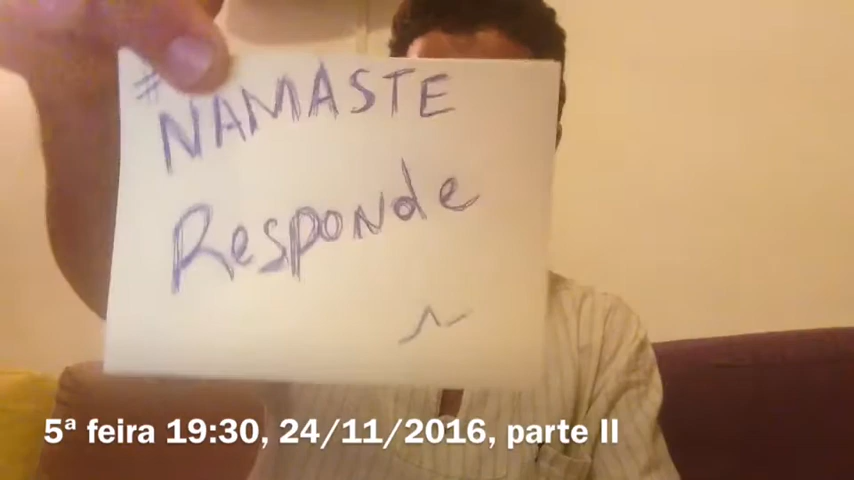 #NAMASTE
Responde
5ª feira 19:30, 24/11/2016, parte II